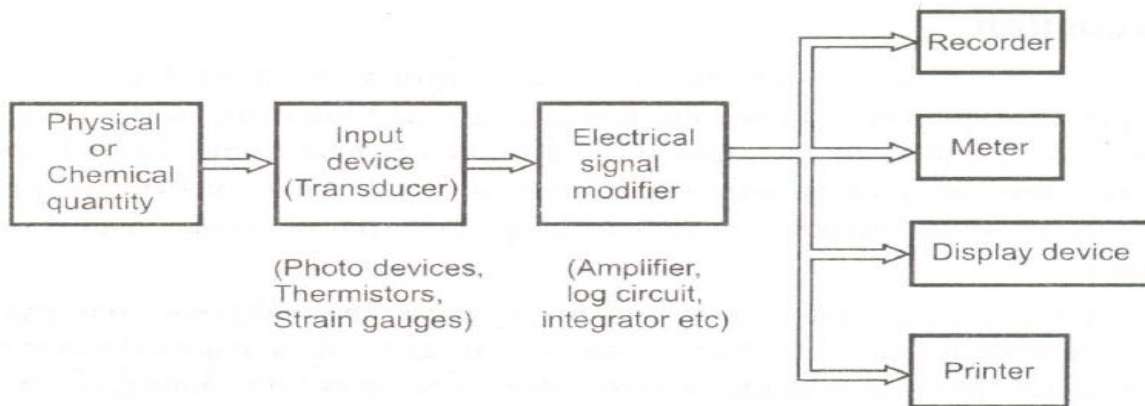 Physical
or
Chemical
quantity
Input
device
(Transducer)
(Photo devices,
Thermistors,
Strain gauges)
Electrical
signal
modifier
(Amplifier,
log circuit,
integrator etc)
Recorder
Meter
Display device
Printer